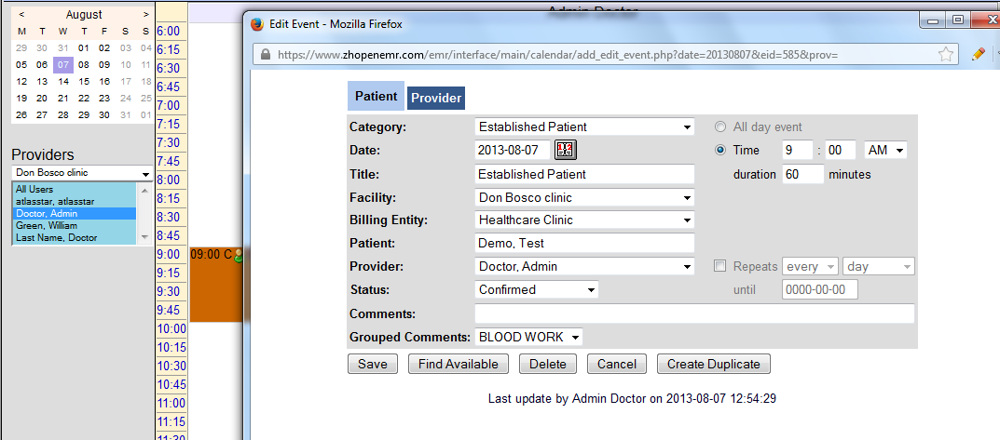 < August >
M T W T F S S
29 30 31 01 02 03 04
05 06 07 08 09 10 11
12 13 14 15 16 17 18
19 20 21 22 23 24 25
26 27 28 29 30 31 01
Providers
Don Bosco clinic
All Users
atlasstar, atlasstar
Doctor, Admin
Green, William
Last Name, Doctor
6:00
6:15
6:30
6:45
7:00
7:15
7:30
7:45
8:00
8:15
8:30
8:45
9:00
9:15
9:30
9:45
10:00
10:15
10:30
10:45
11:00
11:15
11:30
09:00 C
Admin Doctor
Edit Event - Mozilla Firefox
https://www.zhopenemr.com/emr/interface/main/calendar/add_edit_event.php?date=20130807&eid=585&prov=
Patient Provider
Category: Established Patient All day event
Date: 2013-08-07 Time 9 : 00 AM
Title: Established Patient duration 60 minutes
Facility: Don Bosco clinic
Billing Entity: Healthcare Clinic
Patient: Demo, Test
Provider: Doctor, Admin Repeats every day
Status: Confirmed until 0000-00-00
Comments:
Grouped Comments: BLOOD WORK
Save Find Available Delete Cancel Create Duplicate
Last update by Admin Doctor on 2013-08-07 12:54:29